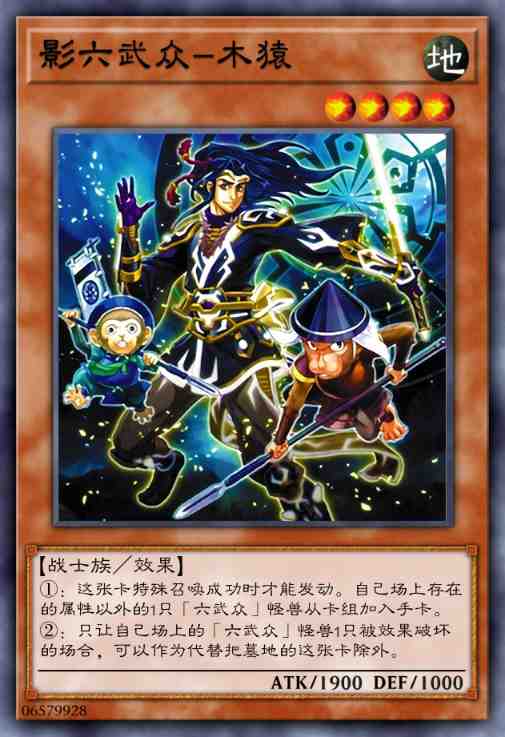 影六武众-木猿
地
【战士族／效果】
①：这张卡特殊召唤成功时才能发动。自己场上存在
的属性以外的1只「六武众」怪兽从卡组加入手卡。
②：只让自己场上的「六武众」怪兽1只被效果破坏
的场合，可以作为代替把墓地的这张卡除外。
ATK/1900 DEF/1000
06579928